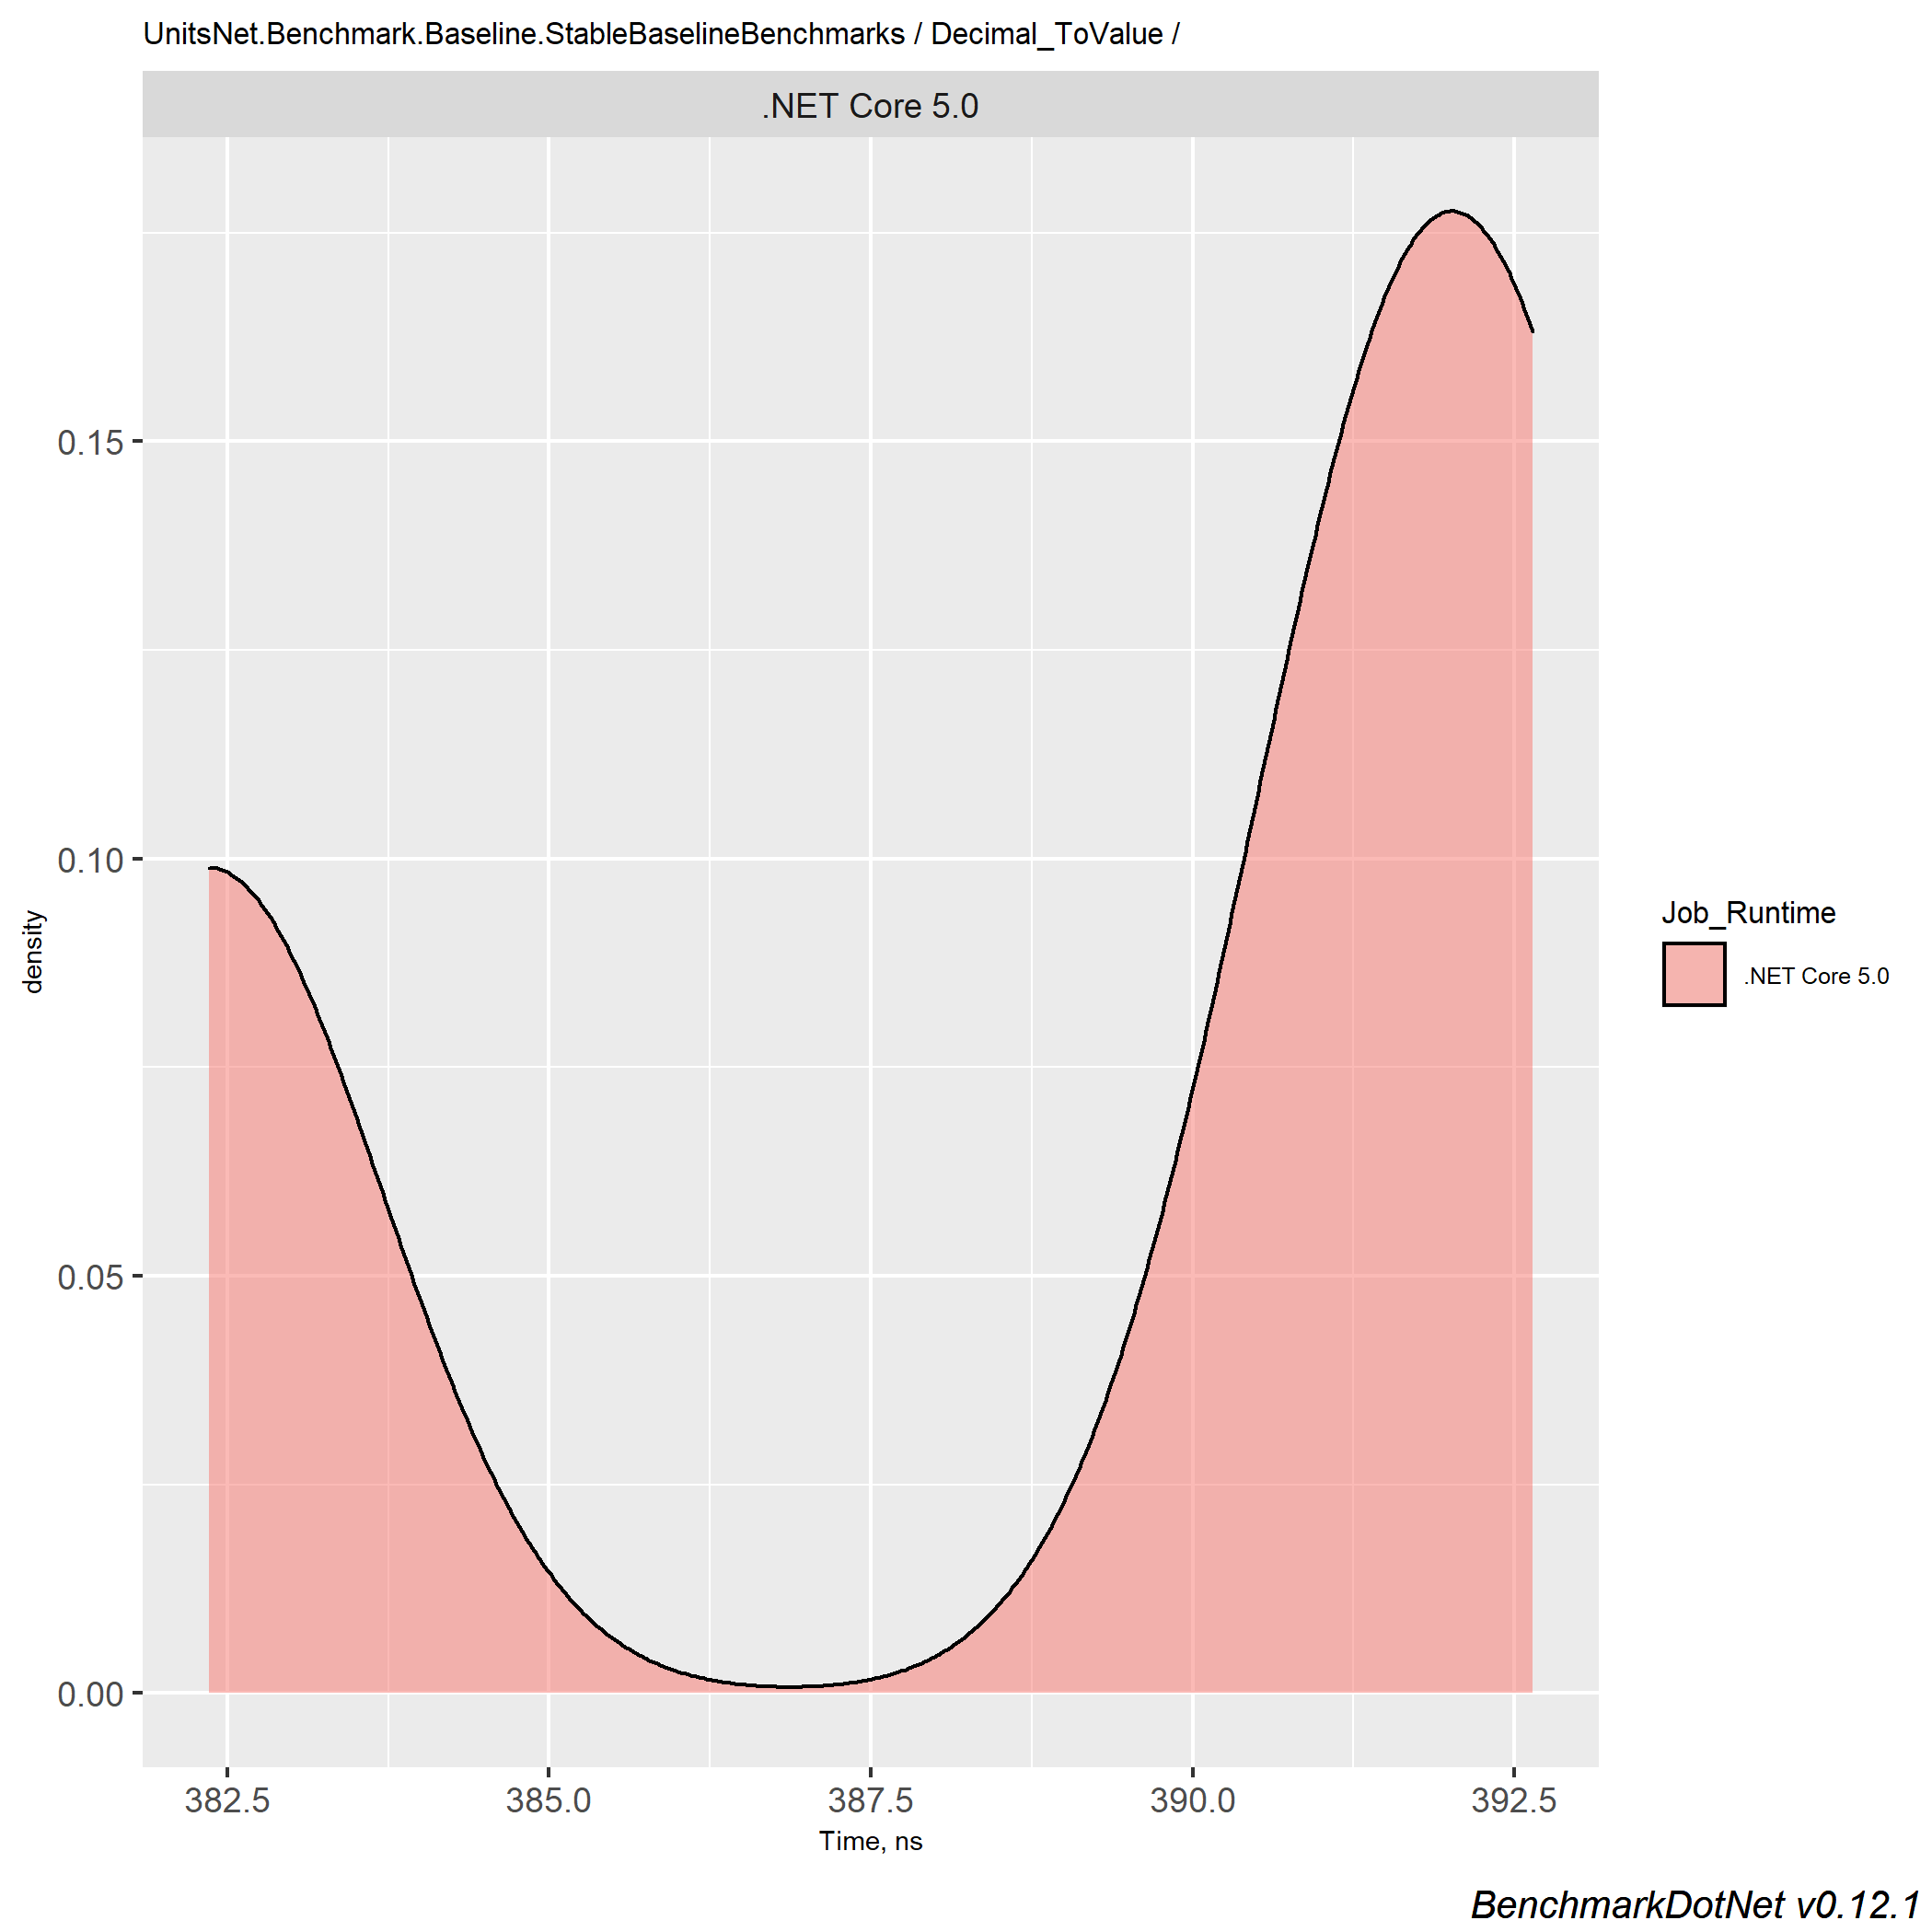 UnitsNet.Benchmark.Baseline.StableBaselineBenchmarks / Decimal_ToValue /
.NET Core 5.0
0.15
0.10
0.05
0.00
density
382.5 385.0 387.5 390.0 392.5
Time, ns
Job_Runtime
.NET Core 5.0
BenchmarkDotNet v0.12.1